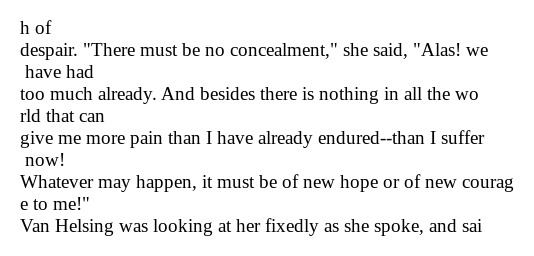 h of
despair. "There must be no concealment," she said, "Alas! we
have had
too much already. And besides there is nothing in all the wo
rld that can
give me more pain than I have already endured--than I suffer
now!
Whatever may happen, it must be of new hope or of new courag
e to me!"
Van Helsing was looking at her fixedly as she spoke, and sai